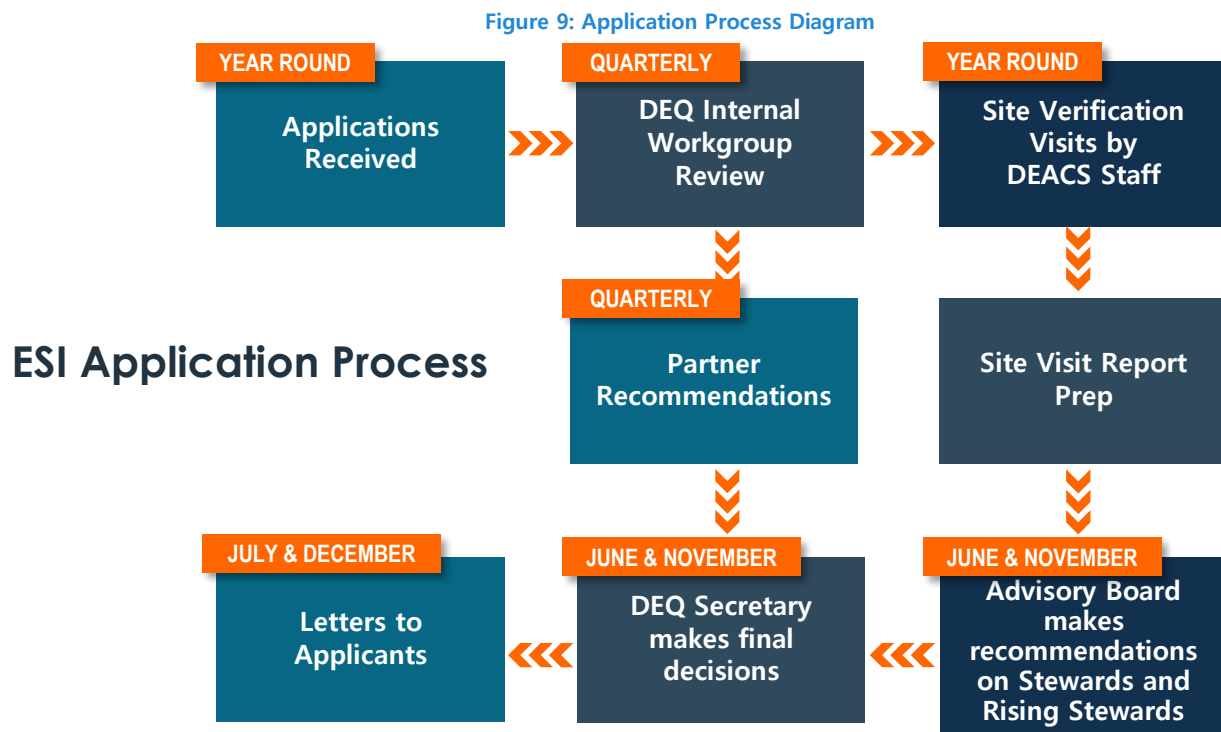 Figure 9: Application Process Diagram
YEAR ROUND
Applications
Received
QUARTERLY
DEQ Internal
Workgroup
Review
YEAR ROUND
Site Verification
Visits by
DEACS Staff
ESI Application Process
QUARTERLY
Partner
Recommendations
Site Visit Report
Prep
JULY & DECEMBER
Letters to
Applicants
JUNE & NOVEMBER
DEQ Secretary
makes final
decisions
JUNE & NOVEMBER
Advisory Board
makes
recommendations
on Stewards and
Rising Stewards